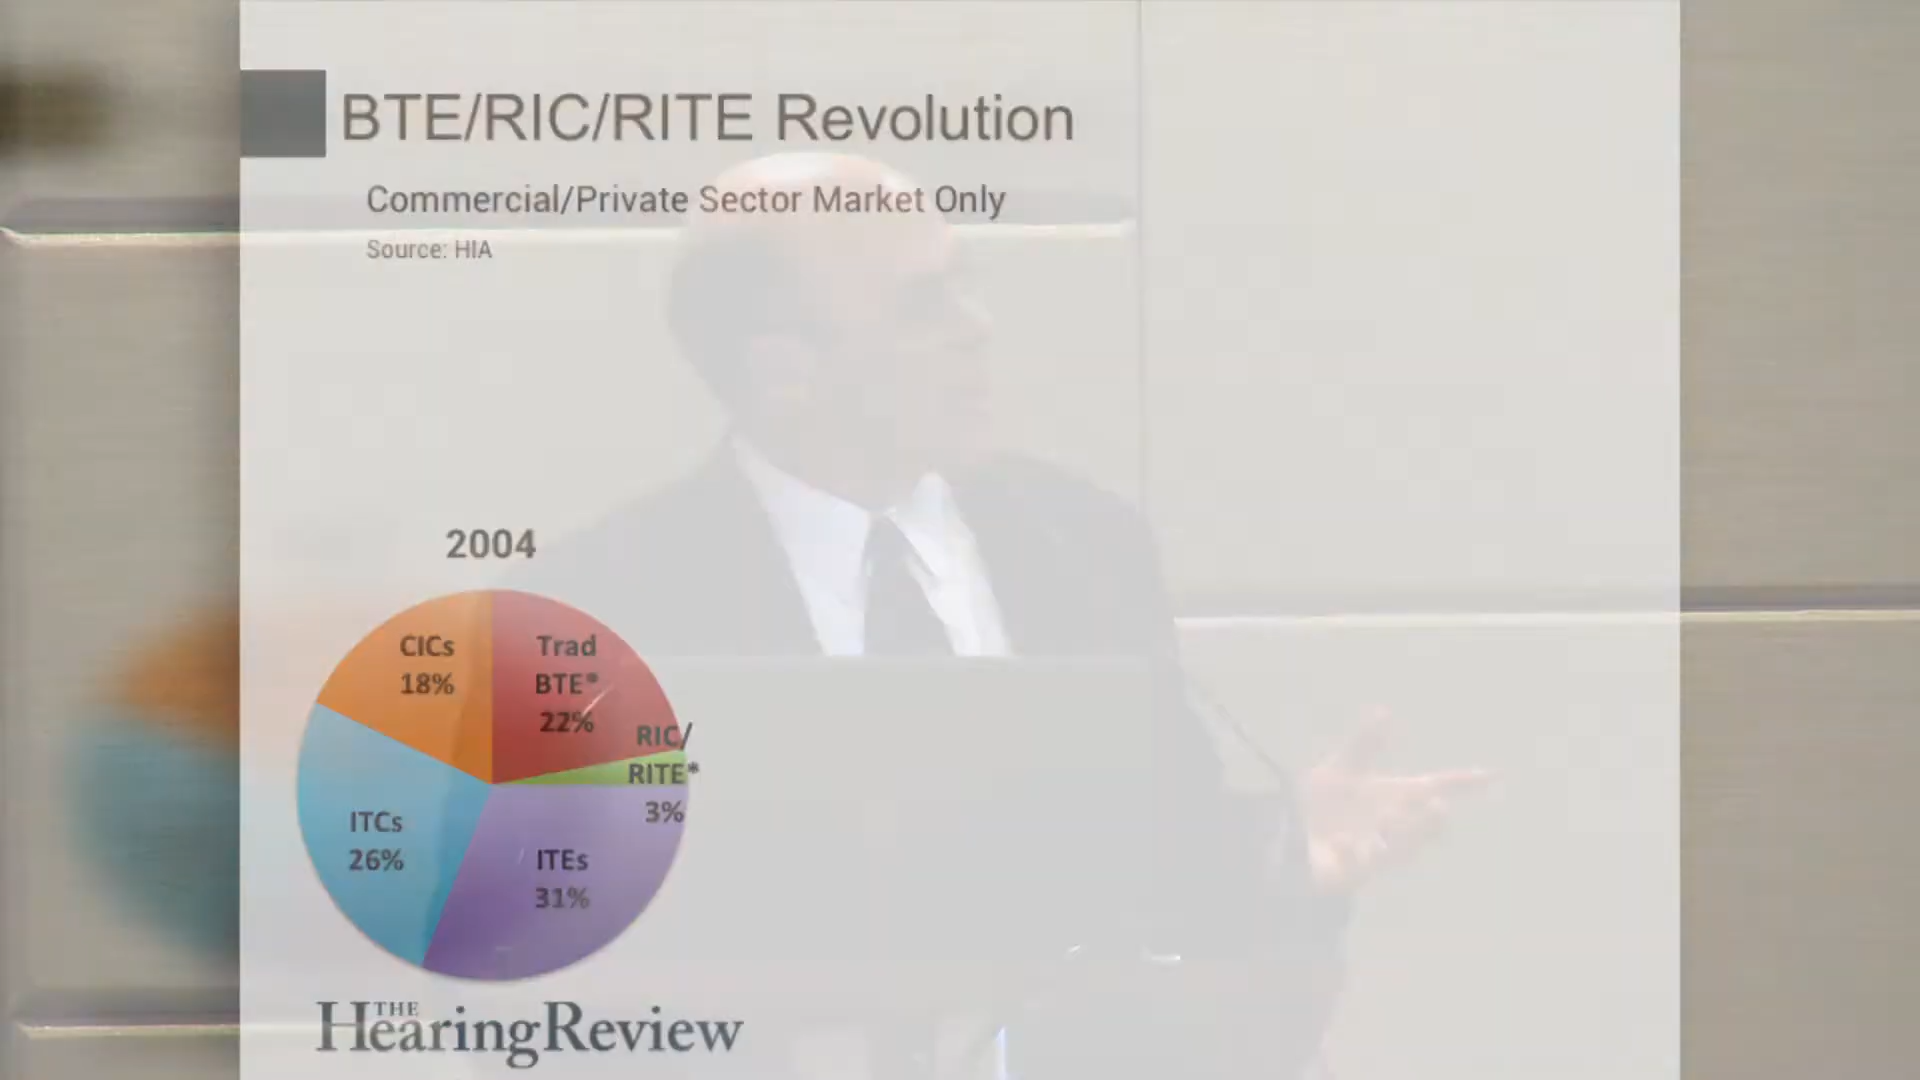 BTE/RIC/RITE Revolution
Commercial/Private Sector Market Only
Source: HIA
2004
CICs
18%
Trad
BTE*
22%
RIC/
RITE*
3%
ITCs
26%
ITEs
31%
THE
HearingReview